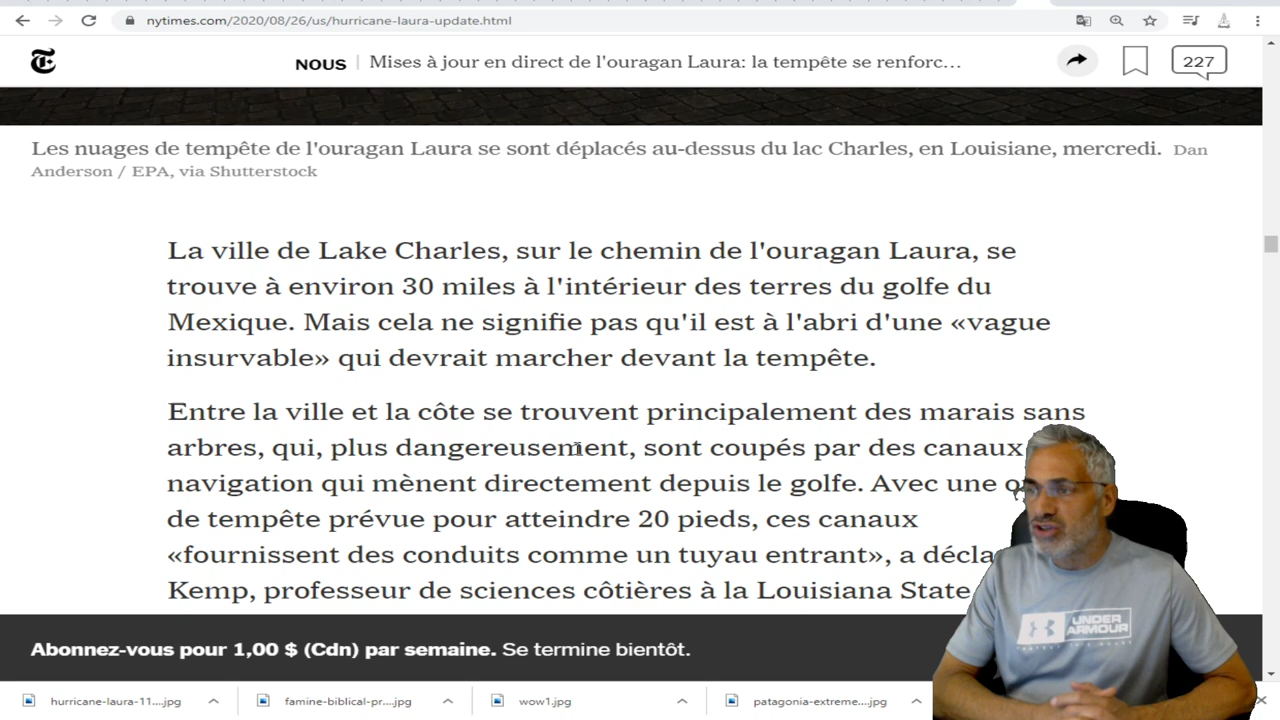 nytimes.com/2020/08/26/us/hurricane-laura-update.html
NOUS | Mises à jour en direct de l'ouragan Laura: la tempête se renforc…
227
Les nuages de tempête de l'ouragan Laura se sont déplacés au-dessus du lac Charles, en Louisiane, mercredi. Dan
Anderson / EPA, via Shutterstock
La ville de Lake Charles, sur le chemin de l'ouragan Laura, se
trouve à environ 30 miles à l'intérieur des terres du golfe du
Mexique. Mais cela ne signifie pas qu'il est à l'abri d'une «vague
insurvable» qui devrait marcher devant la tempête.
Entre la ville et la côte se trouvent principalement des marais sans
arbres, qui, plus dangereusement, sont coupés par des canaux
navigation qui mènent directement depuis le golfe. Avec une
de tempête prévue pour atteindre 20 pieds, ces canaux
«fournissent des conduits comme un tuyau entrant», a
Kemp, professeur de sciences côtières à la Louisiana State
Abonnez-vous pour 1,00 $ (Cdn) par semaine. Se termine bientôt.
hurricane-laura-11....jpg
famine-biblical-pr....jpg
wow1.jpg
patagonia-extreme....jpg
UNDER
ARMOUR